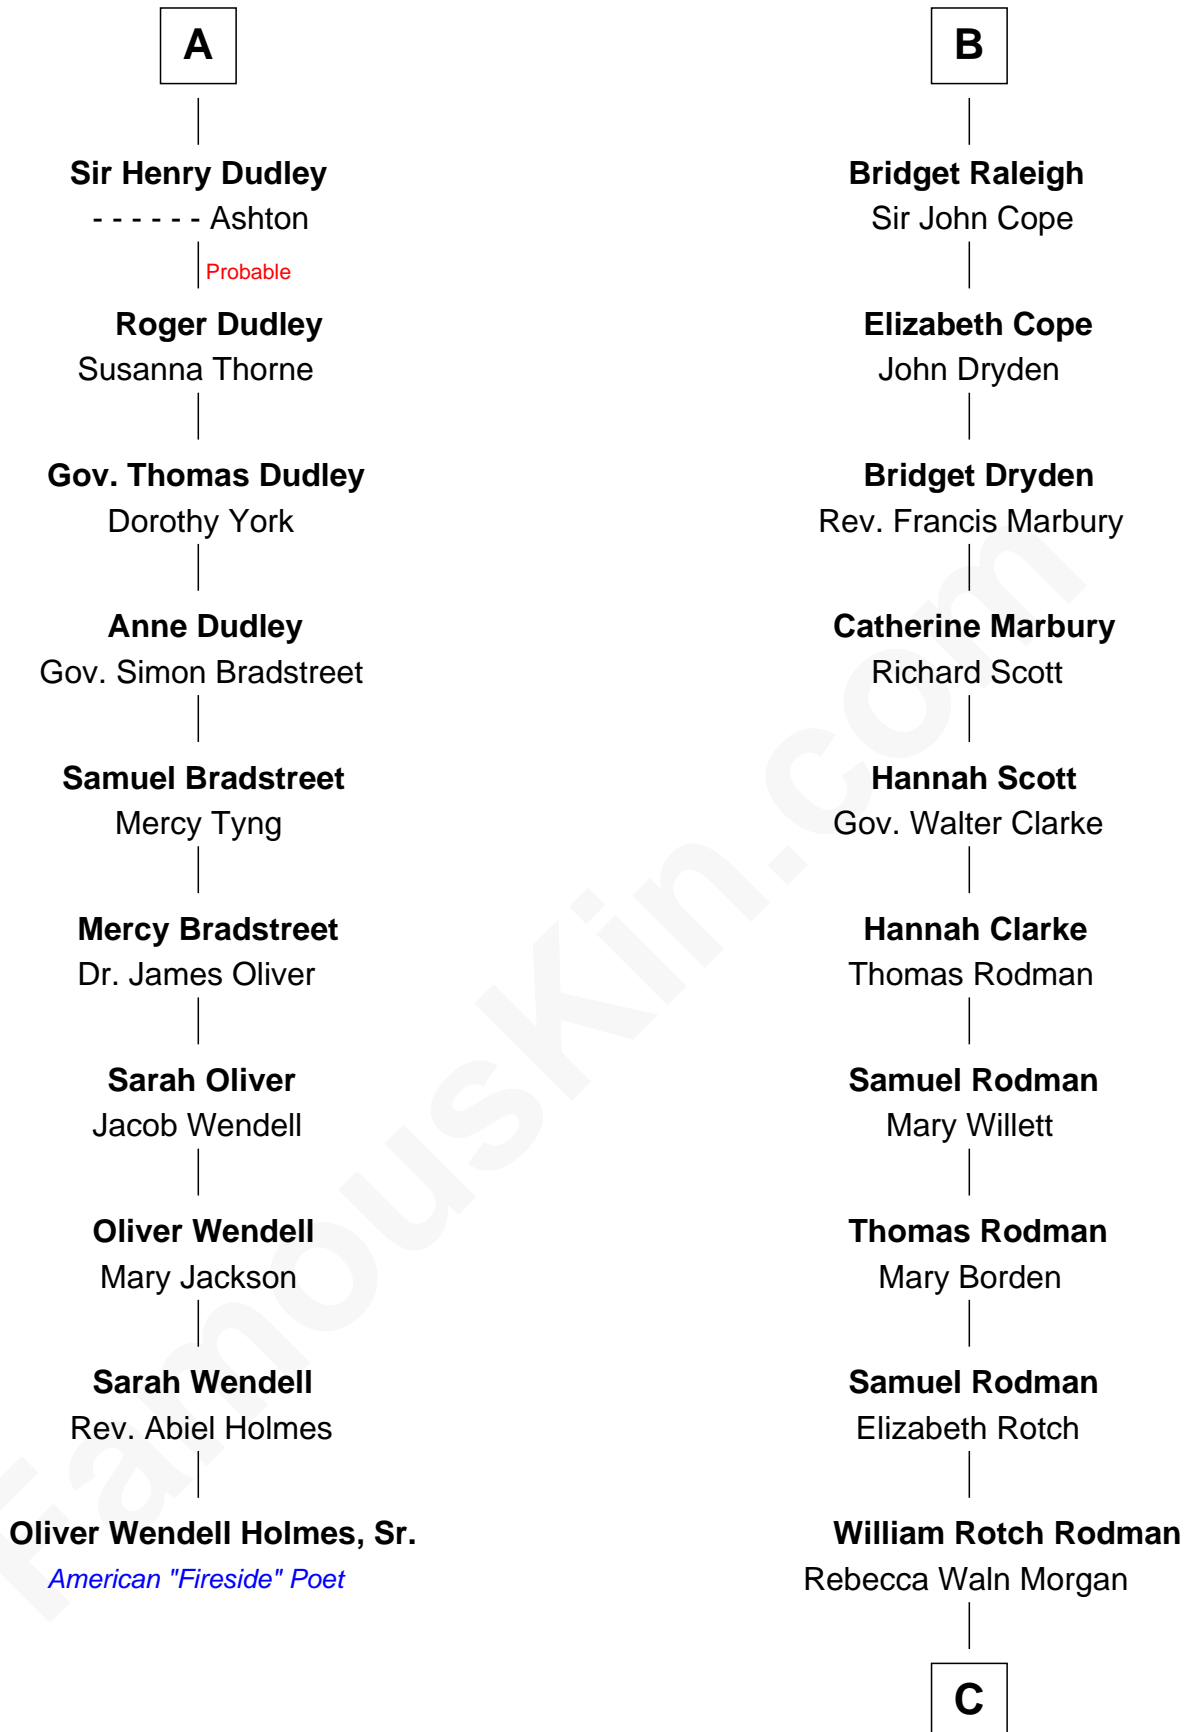 A
Sir Henry Dudley
- - - - - - Ashton
Probable
Roger Dudley
Susanna Thorne
Gov. Thomas Dudley
Dorothy York
Anne Dudley
Gov. Simon Bradstreet
Samuel Bradstreet
Mercy Tyng
Mercy Bradstreet
Dr. James Oliver
Sarah Oliver
Jacob Wendell
Oliver Wendell
Mary Jackson
Sarah Wendell
Rev. Abiel Holmes
Oliver Wendell Holmes, Sr.
American "Fireside" Poet
B
Bridget Raleigh
Sir John Cope
Elizabeth Cope
John Dryden
Bridget Dryden
Rev. Francis Marbury
Catherine Marbury
Richard Scott
Hannah Scott
Gov. Walter Clarke
Hannah Clarke
Thomas Rodman
Samuel Rodman
Mary Willett
Thomas Rodman
Mary Borden
Samuel Rodman
Elizabeth Rotch
William Rotch Rodman
Rebecca Waln Morgan
C
FamousKin.com